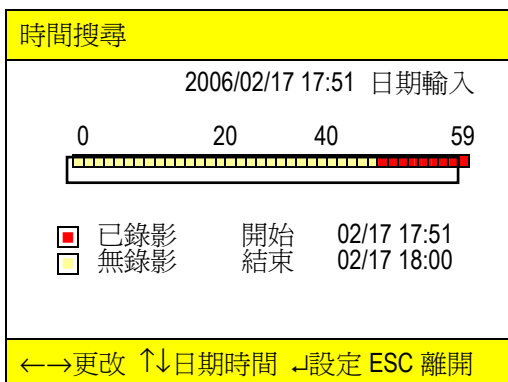 時間搜尋
2006/02/17 17:51 日期輸入
0 20 40 59
已錄影 開始 02/17 17:51
無錄影 結束 02/17 18:00
←→更改 ↑↓日期時間 ↵設定 ESC 離開